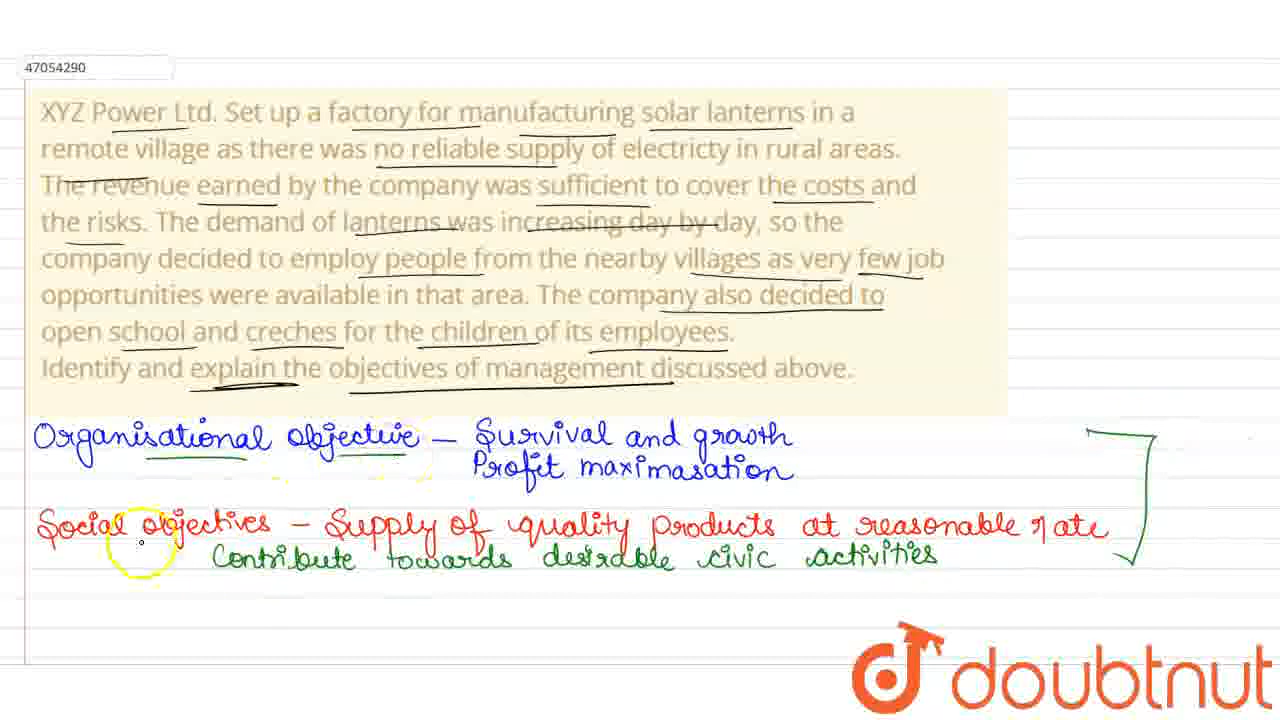 47054290
XYZ Power Ltd. Set up a factory for manufacturing solar lanterns in a
remote village as there was no reliable supply of electricty in rural areas.
The revenue earned by the company was sufficient to cover the costs and
the risks. The demand of lanterns was increasing day by day, so the
company decided to employ people from the nearby villages as very few job
opportunities were available in that area. The company also decided to
open school and creches for the children of its employees.
Identify and explain the objectives of management discussed above.
Organisational objective – Survival and growth
Profit maximasation
Social objectives – Supply of quality products at reasonable rate
Contribute towards desirable civic activities
doubtnut